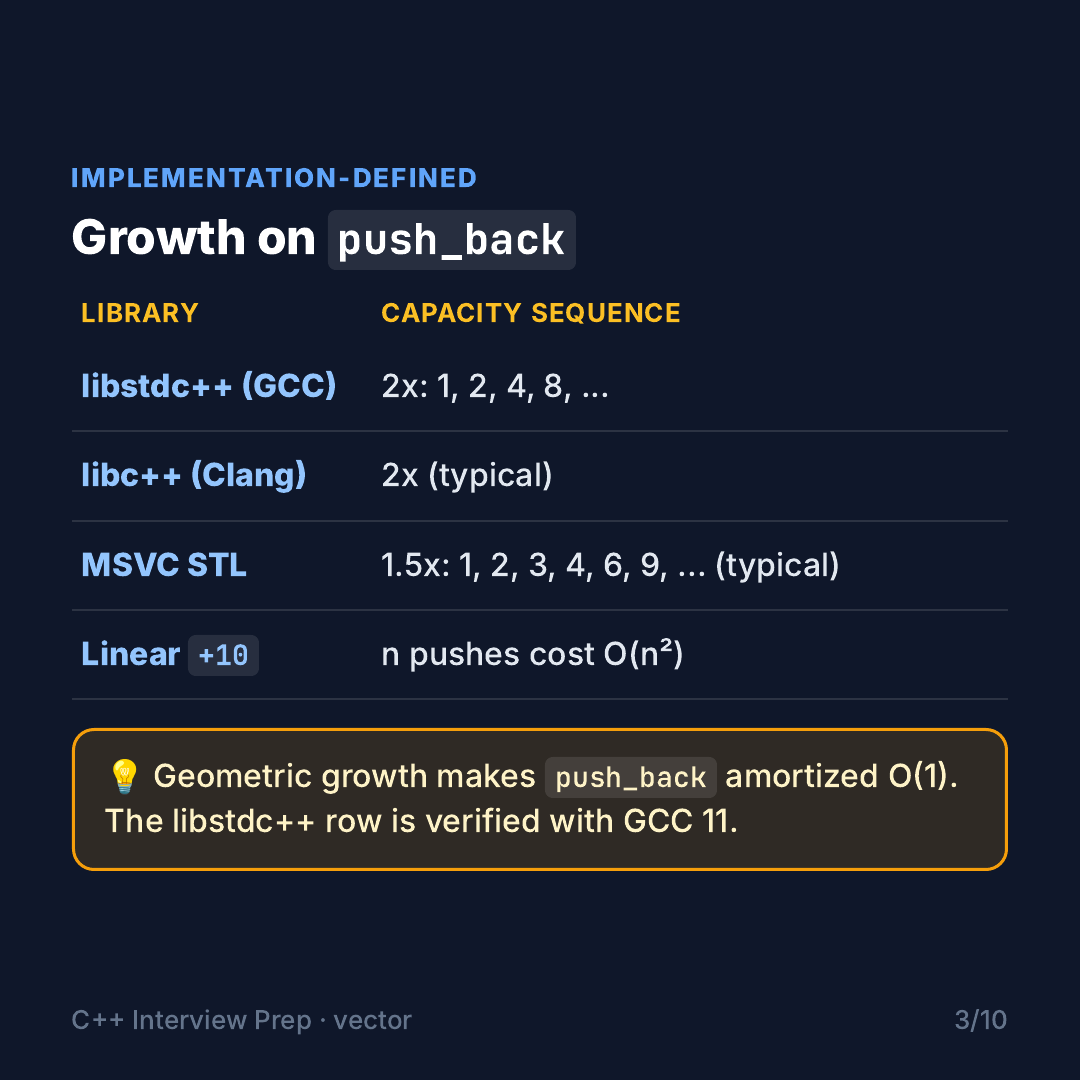 IMPLEMENTATION-DEFINED
Growth on push_back
LIBRARY CAPACITY SEQUENCE
libstdc++ (GCC) 2x: 1, 2, 4, 8, ...
libc++ (Clang) 2x (typical)
MSVC STL 1.5x: 1, 2, 3, 4, 6, 9, ... (typical)
Linear +10 n pushes cost O(n²)
💡 Geometric growth makes push_back amortized O(1).
The libstdc++ row is verified with GCC 11.
C++ Interview Prep · vector 3/10